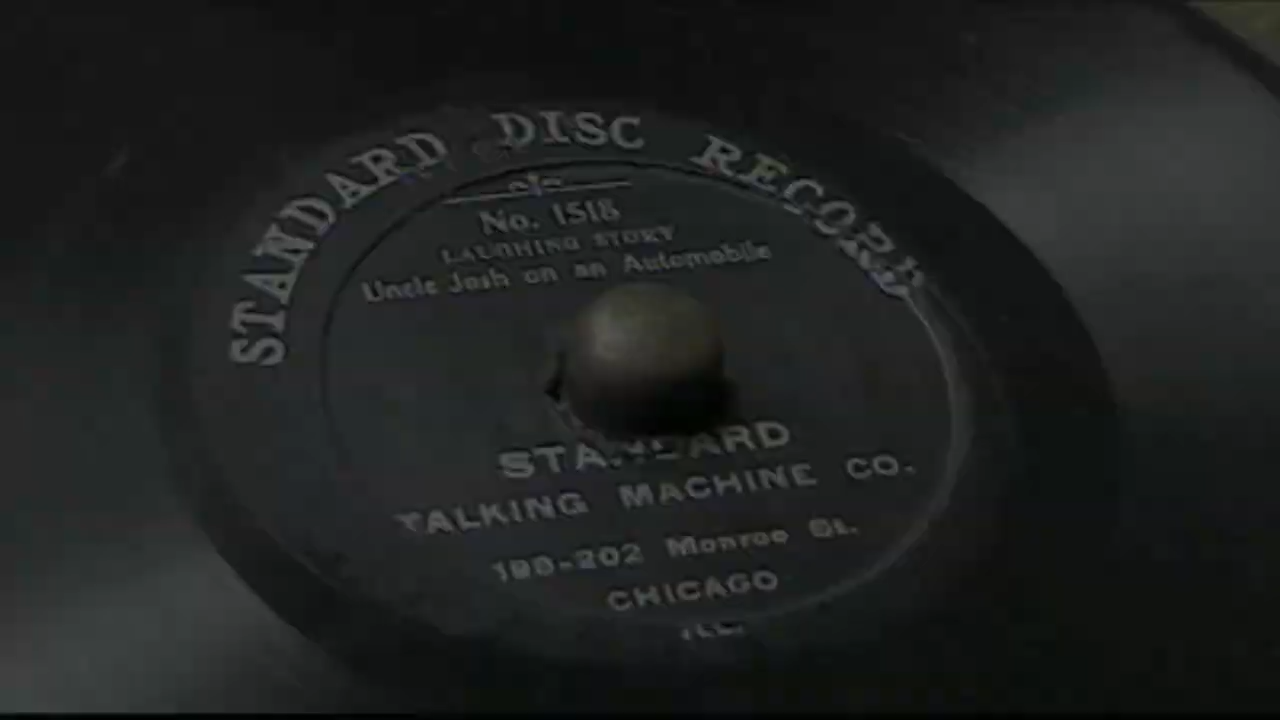 STANDARD DISC RECORD
No. 1518
LAUGHING STORY
Uncle Josh on an Automobile
STANDARD
TALKING MACHINE CO.
198-202 Monroe St.
CHICAGO